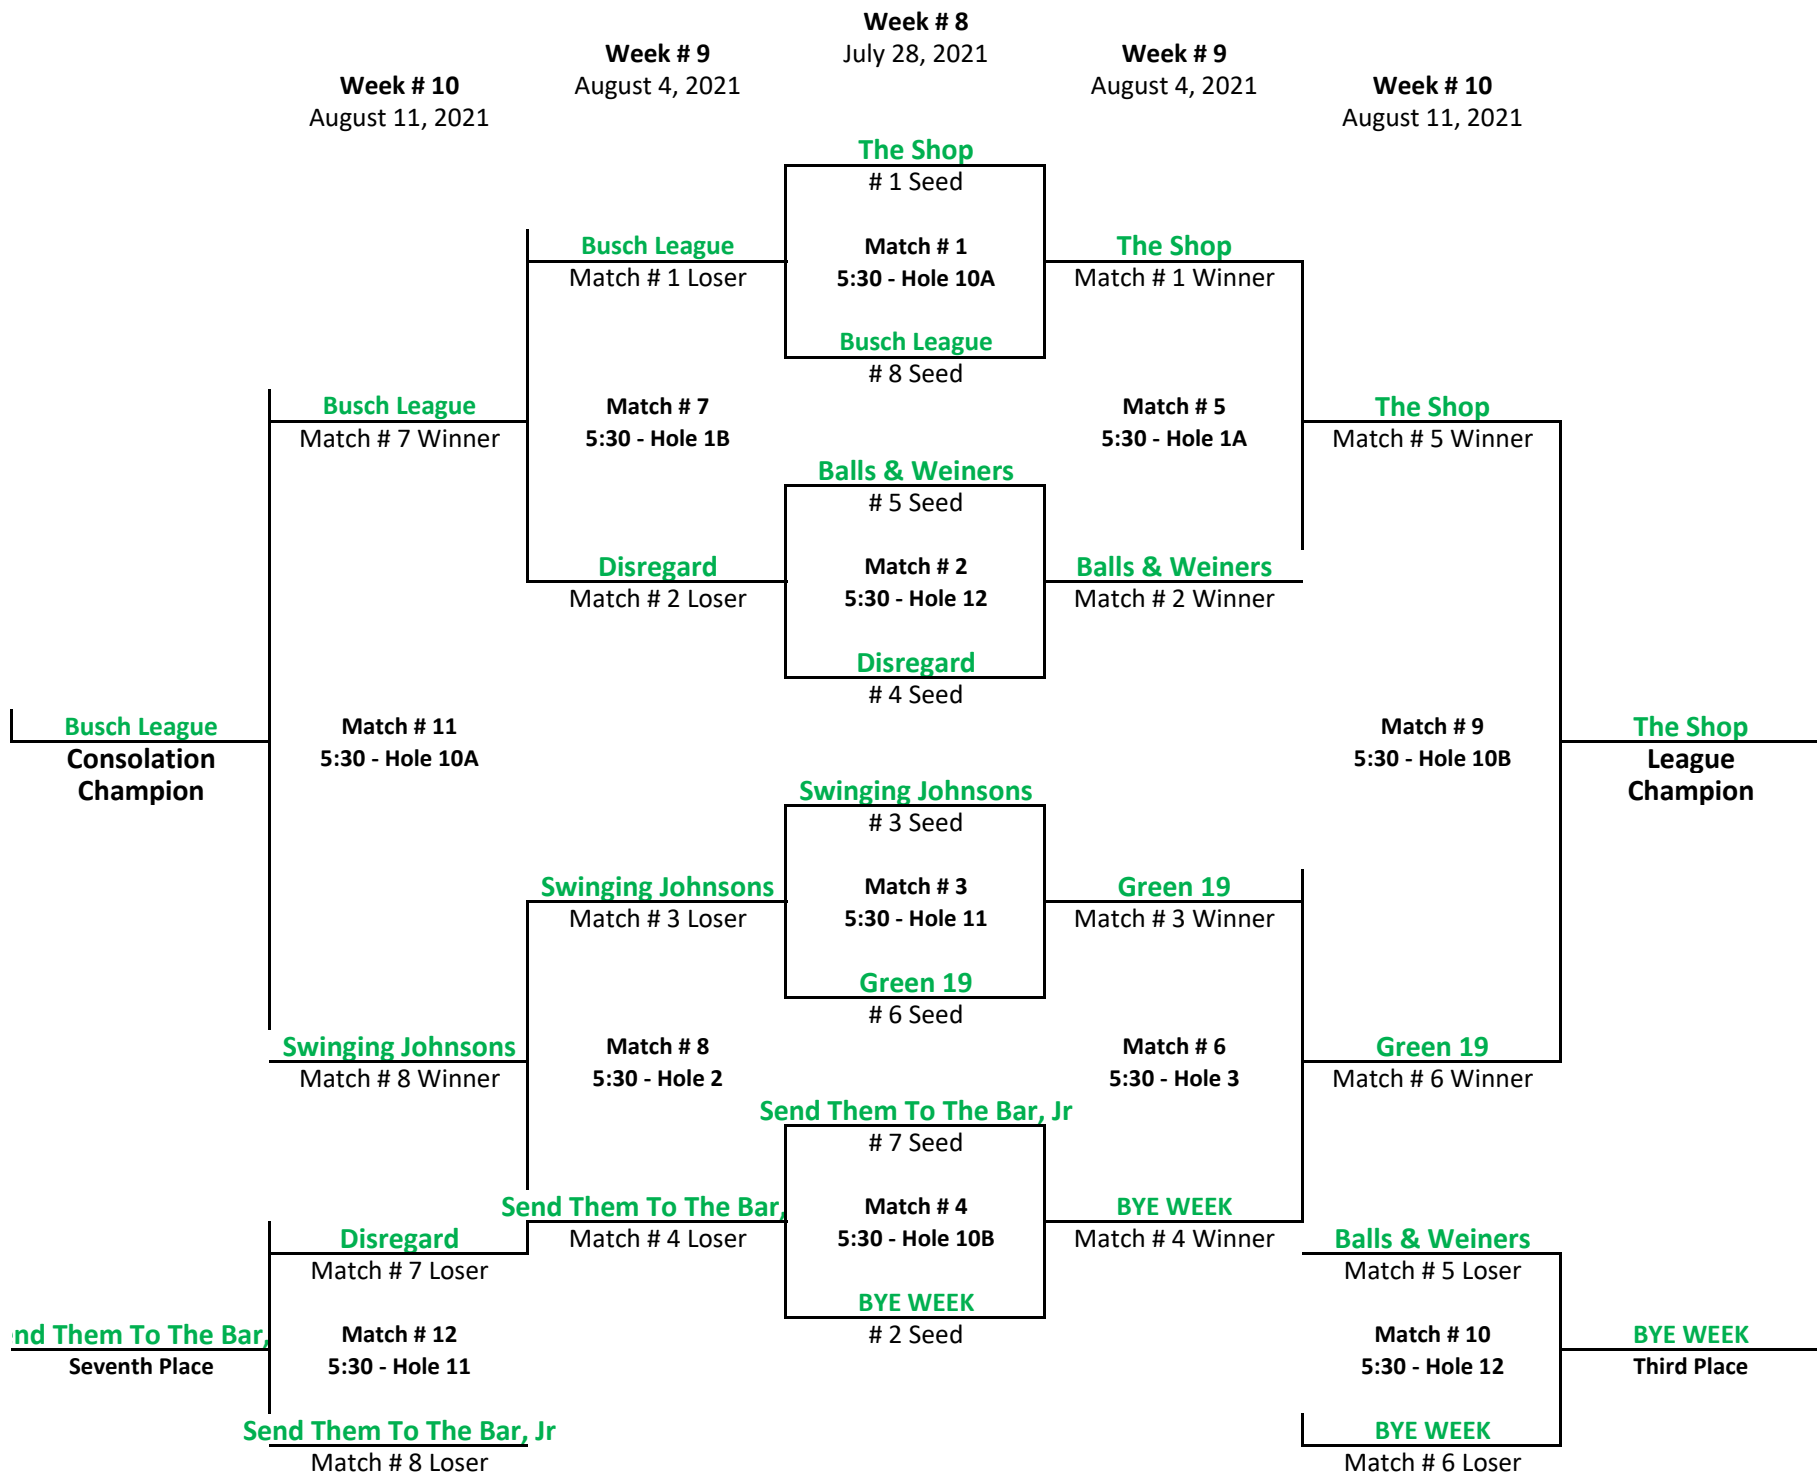 Week # 8
Week # 9
July 28, 2021
Week # 9
Week # 10
August 4, 2021
August 4, 2021
Week # 10
August 11, 2021
August 11, 2021
The Shop
# 1 Seed
Busch League
Match # 1
The Shop
Match # 1 Loser
5:30 - Hole 10A
Match # 1 Winner
Busch League
# 8 Seed
Busch League
Match # 7
Match # 5
The Shop
Match # 7 Winner
5:30 - Hole 1B
5:30 - Hole 1A
Match # 5 Winner
Balls & Weiners
# 5 Seed
Disregard
Match # 2
Balls & Weiners
Match # 2 Loser
5:30 - Hole 12
Match # 2 Winner
Disregard
# 4 Seed
Busch League
Match # 11
Match # 9
The Shop
Consolation
5:30 - Hole 10A
5:30 - Hole 10B
League
Champion
Champion
Swinging Johnsons
# 3 Seed
Swinging Johnsons
Match # 3
Green 19
Match # 3 Loser
5:30 - Hole 11
Match # 3 Winner
Green 19
# 6 Seed
Swinging Johnsons
Match # 8
Match # 6
Green 19
Match # 8 Winner
5:30 - Hole 2
5:30 - Hole 3
Match # 6 Winner
Send Them To The Bar, Jr
# 7 Seed
Send Them To The Bar,
Match # 4
BYE WEEK
Disregard
Match # 4 Loser
5:30 - Hole 10B
Match # 4 Winner
Balls & Weiners
Match # 7 Loser
Match # 5 Loser
BYE WEEK
# 2 Seed
nd Them To The Bar,
Match # 12
Match # 10
BYE WEEK
Seventh Place
5:30 - Hole 11
5:30 - Hole 12
Third Place
Send Them To The Bar, Jr
BYE WEEK
Match # 8 Loser
Match # 6 Loser